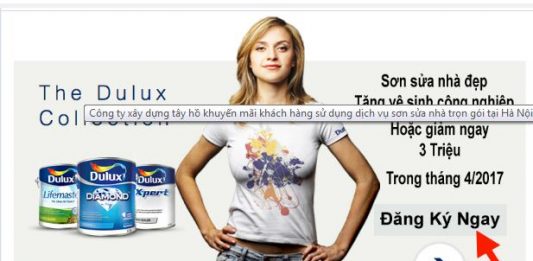 The Dulux
Collection
Công ty xây dựng tây hồ khuyến mãi khách hàng sử dụng dịch vụ sơn sửa nhà trọn gói tại Hà Nội
Sơn sửa nhà đẹp
Tặng vệ sinh công nghiệp
Hoặc giảm ngay
3 Triệu
Trong tháng 4/2017
Đăng Ký Ngay
Dulux
Lifemaster
Dulux
DIAMOND
Dulux
Expert